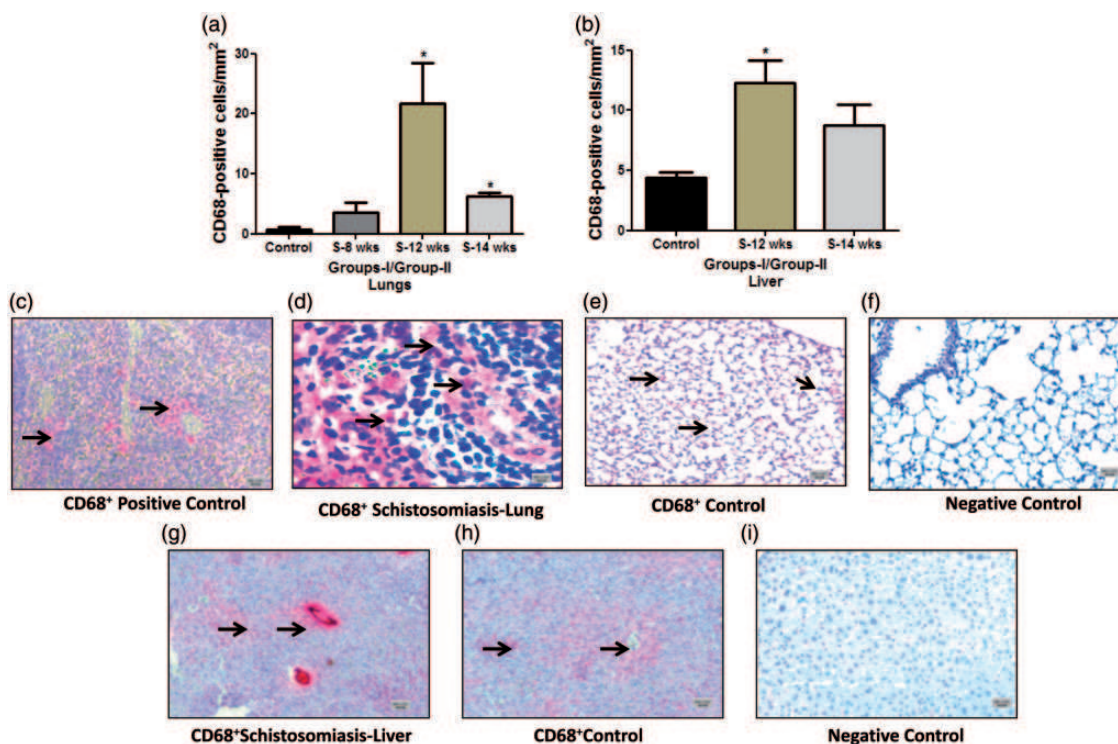 (a)
CD68-positive cells/mm²
30
20
10
0
*
*
Control S-8 wks S-12 wks S-14 wks
Groups-I/Group-II
Lungs
(b)
CD68-positive cells/mm²
15
10
5
0
*
Control S-12 wks S-14 wks
Groups-I/Group-II
Liver
(c)
CD68⁺ Positive Control
(d)
CD68⁺ Schistosomiasis-Lung
(e)
CD68⁺ Control
(f)
Negative Control
(g)
CD68⁺Schistosomiasis-Liver
(h)
CD68⁺Control
(i)
Negative Control